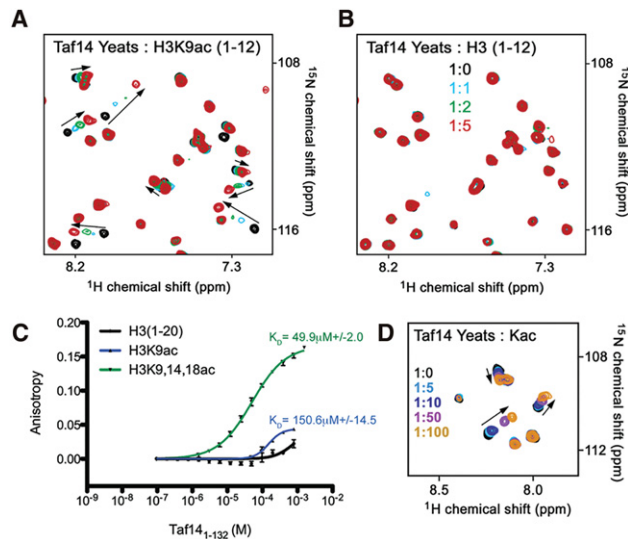 A
Taf14 Yeats : H3K9ac (1-12)
108
116
15N chemical shift (ppm)
8.2
7.3
1H chemical shift (ppm)
B
Taf14 Yeats : H3 (1-12)
1:0
1:1
1:2
1:5
108
116
15N chemical shift (ppm)
8.2
7.3
1H chemical shift (ppm)
C
H3(1-20)
H3K9ac
H3K9,14,18ac
KD= 49.9µM+/-2.0
KD= 150.6µM+/-14.5
Anisotropy
0.20
0.15
0.10
0.05
0.00
10-9
10-8
10-7
10-6
10-5
10-4
10-3
10-2
Taf141-132 (M)
D
Taf14 Yeats : Kac
1:0
1:5
1:10
1:50
1:100
108
112
15N chemical shift (ppm)
8.5
8.0
1H chemical shift (ppm)